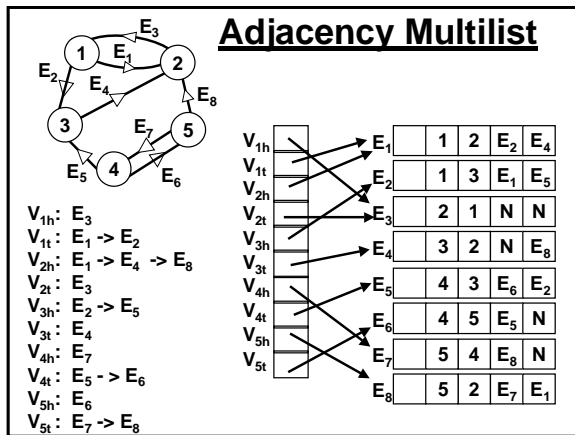 Adjacency Multilist
E3
1
E1
2
E2
E4
E8
3
E7
5
4
E5
E6
V1h: E3
V1t: E1 -> E2
V2h: E1 -> E4 -> E8
V2t: E3
V3h: E2 -> E5
V3t: E4
V4h: E7
V4t: E5 -> E6
V5h: E6
V5t: E7 -> E8
V1h
V1t
V2h
V2t
V3h
V3t
V4h
V4t
V5h
V5t
E1 1 2 E2 E4
E2 1 3 E1 E5
E3 2 1 N N
E4 3 2 N E8
E5 4 3 E6 E2
E6 4 5 E5 N
E7 5 4 E8 N
E8 5 2 E7 E1